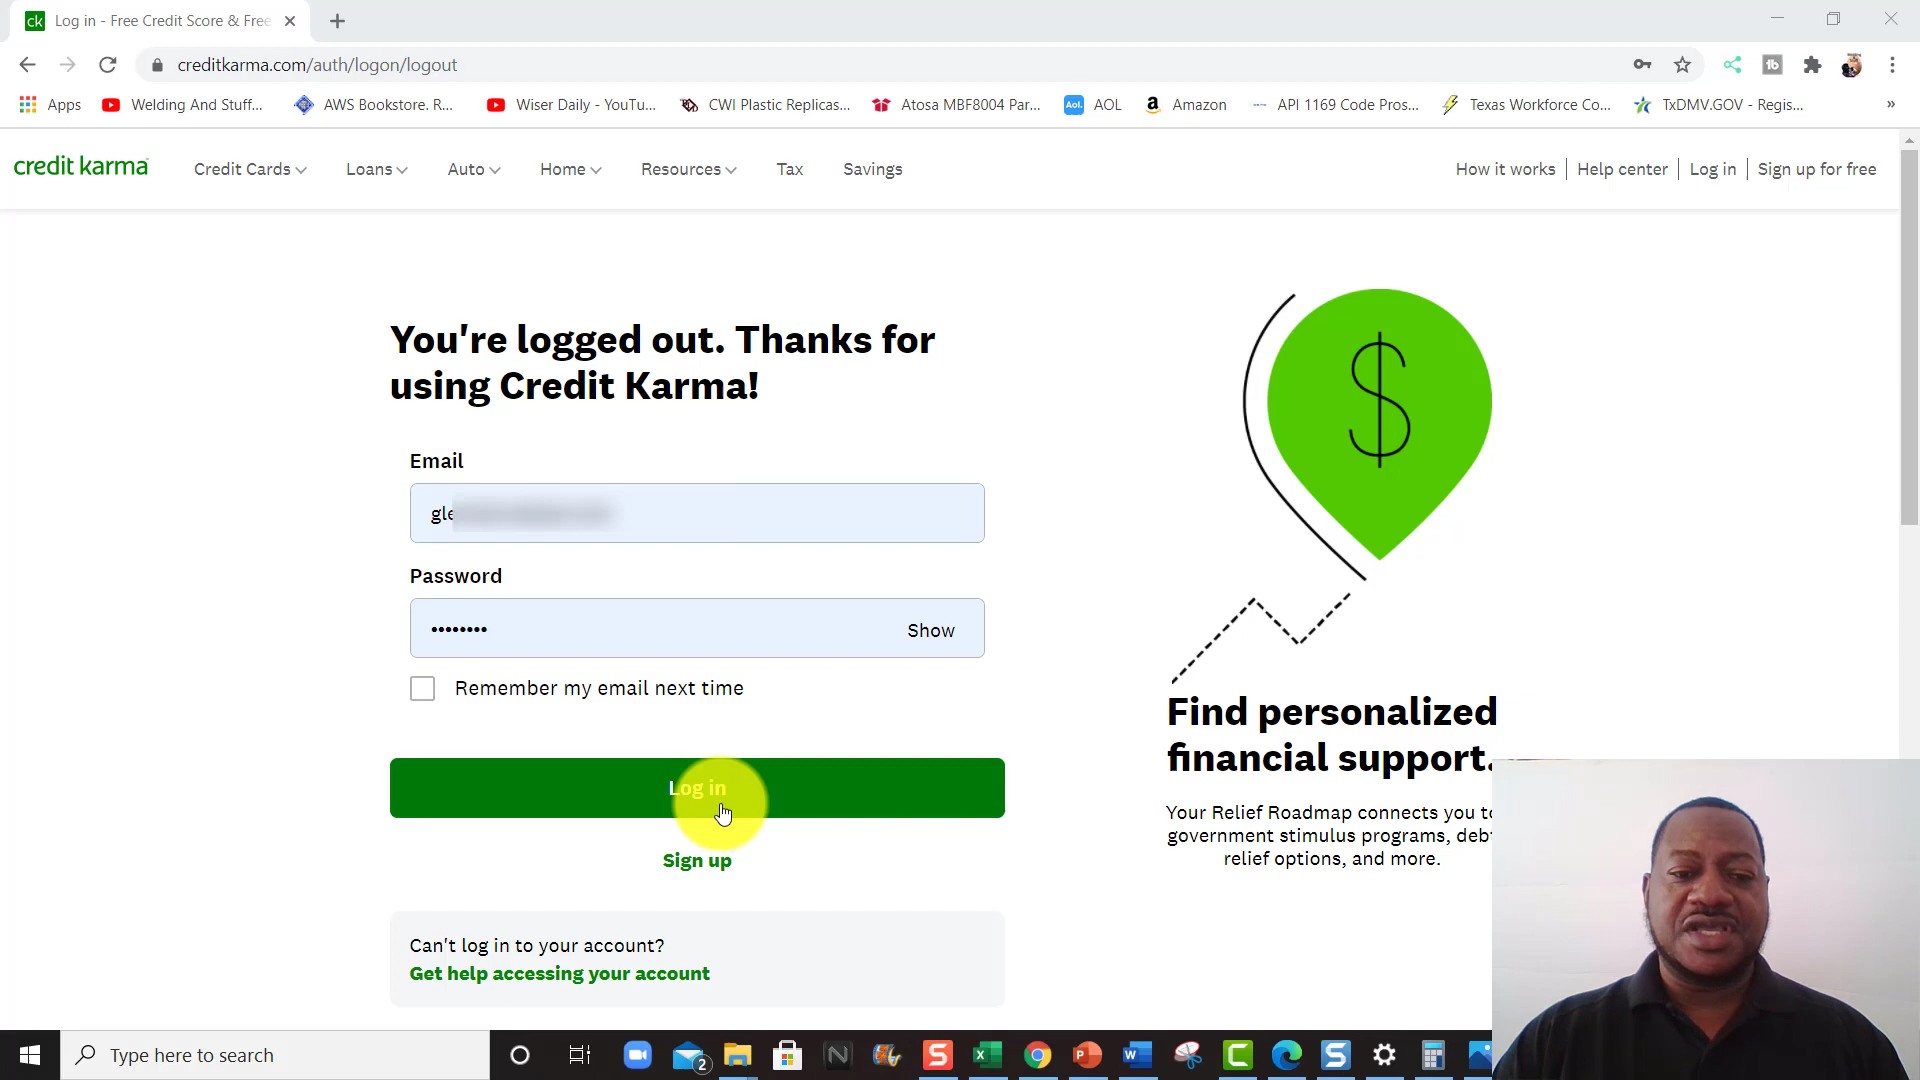 ck Log in - Free Credit Score & Free
creditkarma.com/auth/logon/logout
Apps Welding And Stuff... AWS Bookstore. R... Wiser Daily - YouTu... CWI Plastic Replicas... Atosa MBF8004 Par... Aol. AOL Amazon API 1169 Code Pros... Texas Workforce Co... TxDMV.GOV - Regis... »
credit karma Credit Cards Loans Auto Home Resources Tax Savings How it works Help center Log in Sign up for free
You're logged out. Thanks for
using Credit Karma!
Email
gle
Password
•••••••• Show
Remember my email next time
Log in
Sign up
Can't log in to your account?
Get help accessing your account
$
Find personalized
financial support.
Your Relief Roadmap connects you to
government stimulus programs, debt
relief options, and more.
Type here to search
2